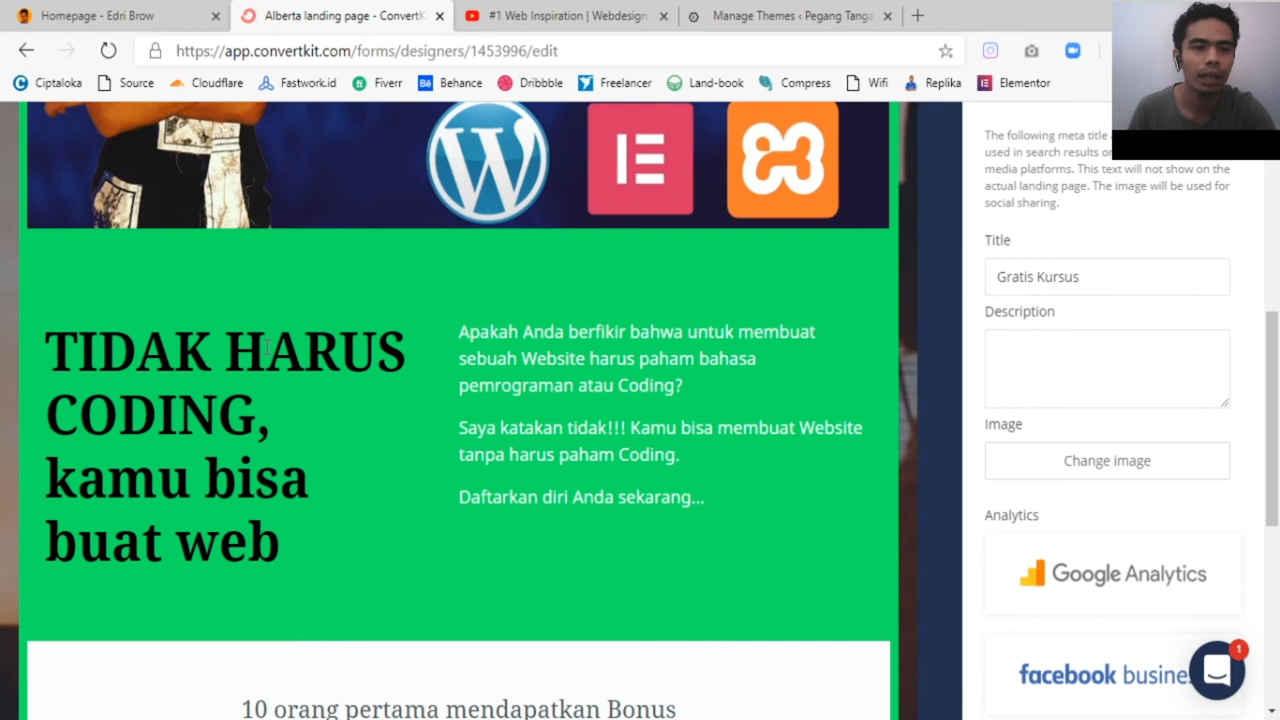 Homepage - Edri Brow
Alberta landing page - ConvertK
#1 Web Inspiration | Webdesign
Manage Themes ‹ Pegang Tanga
https://app.convertkit.com/forms/designers/1453996/edit
Ciptaloka
Source
Cloudflare
Fastwork.id
Fiverr
Behance
Dribbble
Freelancer
Land-book
Compress
Wifi
Replika
Elementor
TIDAK HARUS
CODING,
kamu bisa
buat web
Apakah Anda berfikir bahwa untuk membuat
sebuah Website harus paham bahasa
pemrograman atau Coding?
Saya katakan tidak!!! Kamu bisa membuat Website
tanpa harus paham Coding.
Daftarkan diri Anda sekarang...
10 orang pertama mendapatkan Bonus
The following meta title
used in search results or
media platforms. This text will not show on the
actual landing page. The image will be used for
social sharing.
Title
Gratis Kursus
Description
Image
Change image
Analytics
Google Analytics
facebook busine
1